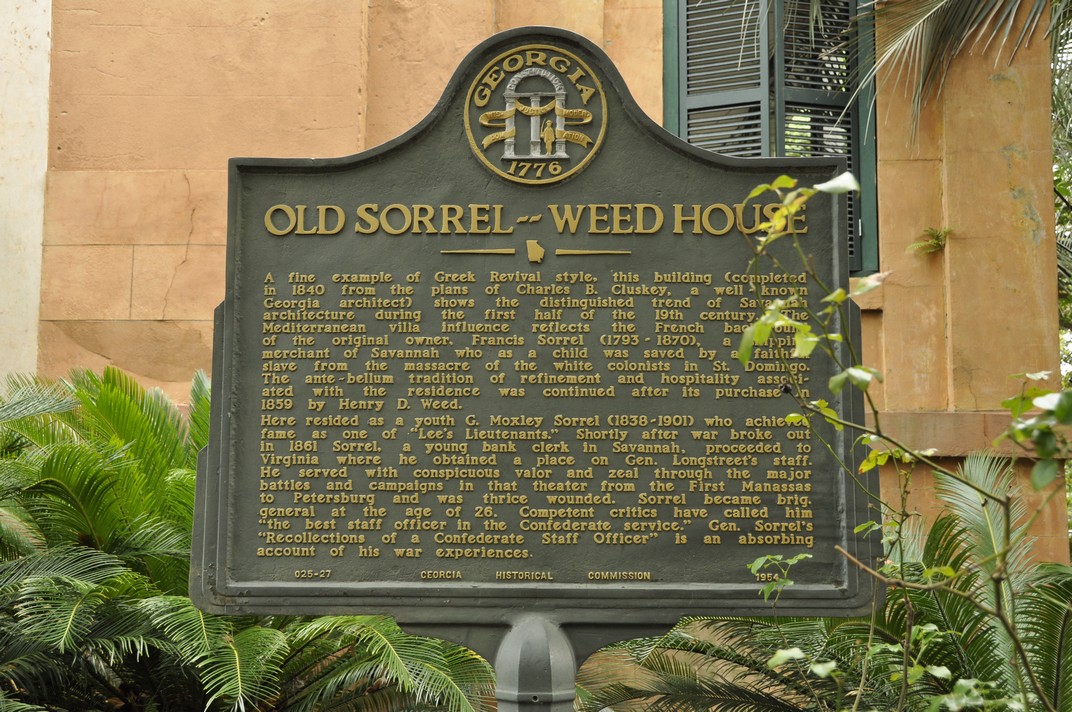 GEORGIA
CONSTITUTION
JUSTICE
1776
OLD SORREL--WEED HOUSE
A fine example of Greek Revival style, this building (completed
in 1840 from the plans of Charles B. Cluskey, a well-known
Georgia architect) shows the distinguished trend of Savannah
architecture during the first half of the 19th century. The
Mediterranean villa influence reflects the French
of the original owner, Francis Sorrel (1793-1870), a
merchant of Savannah who as a child was saved by a faithful
slave from the massacre of the white colonists in St. Domingo.
The ante-bellum tradition of refinement and hospitality associ-
ated with the residence was continued after its purchase in
1859 by Henry D. Weed.
Here resided as a youth G. Moxley Sorrel (1838-1901) who achieved
fame as one of "Lee's Lieutenants." Shortly after war broke out
in 1861 Sorrel, a young bank clerk in Savannah, proceeded to
Virginia where he obtained a place on Gen. Longstreet's staff.
He served with conspicuous valor and zeal through the major
battles and campaigns in that theater from the First Manassas
to Petersburg and was thrice wounded. Sorrel became brig.
general at the age of 26. Competent critics have called him
"the best staff officer in the Confederate service." Gen. Sorrel's
"Recollections of a Confederate Staff Officer" is an absorbing
account of his war experiences.
025-27 GEORGIA HISTORICAL COMMISSION 1954